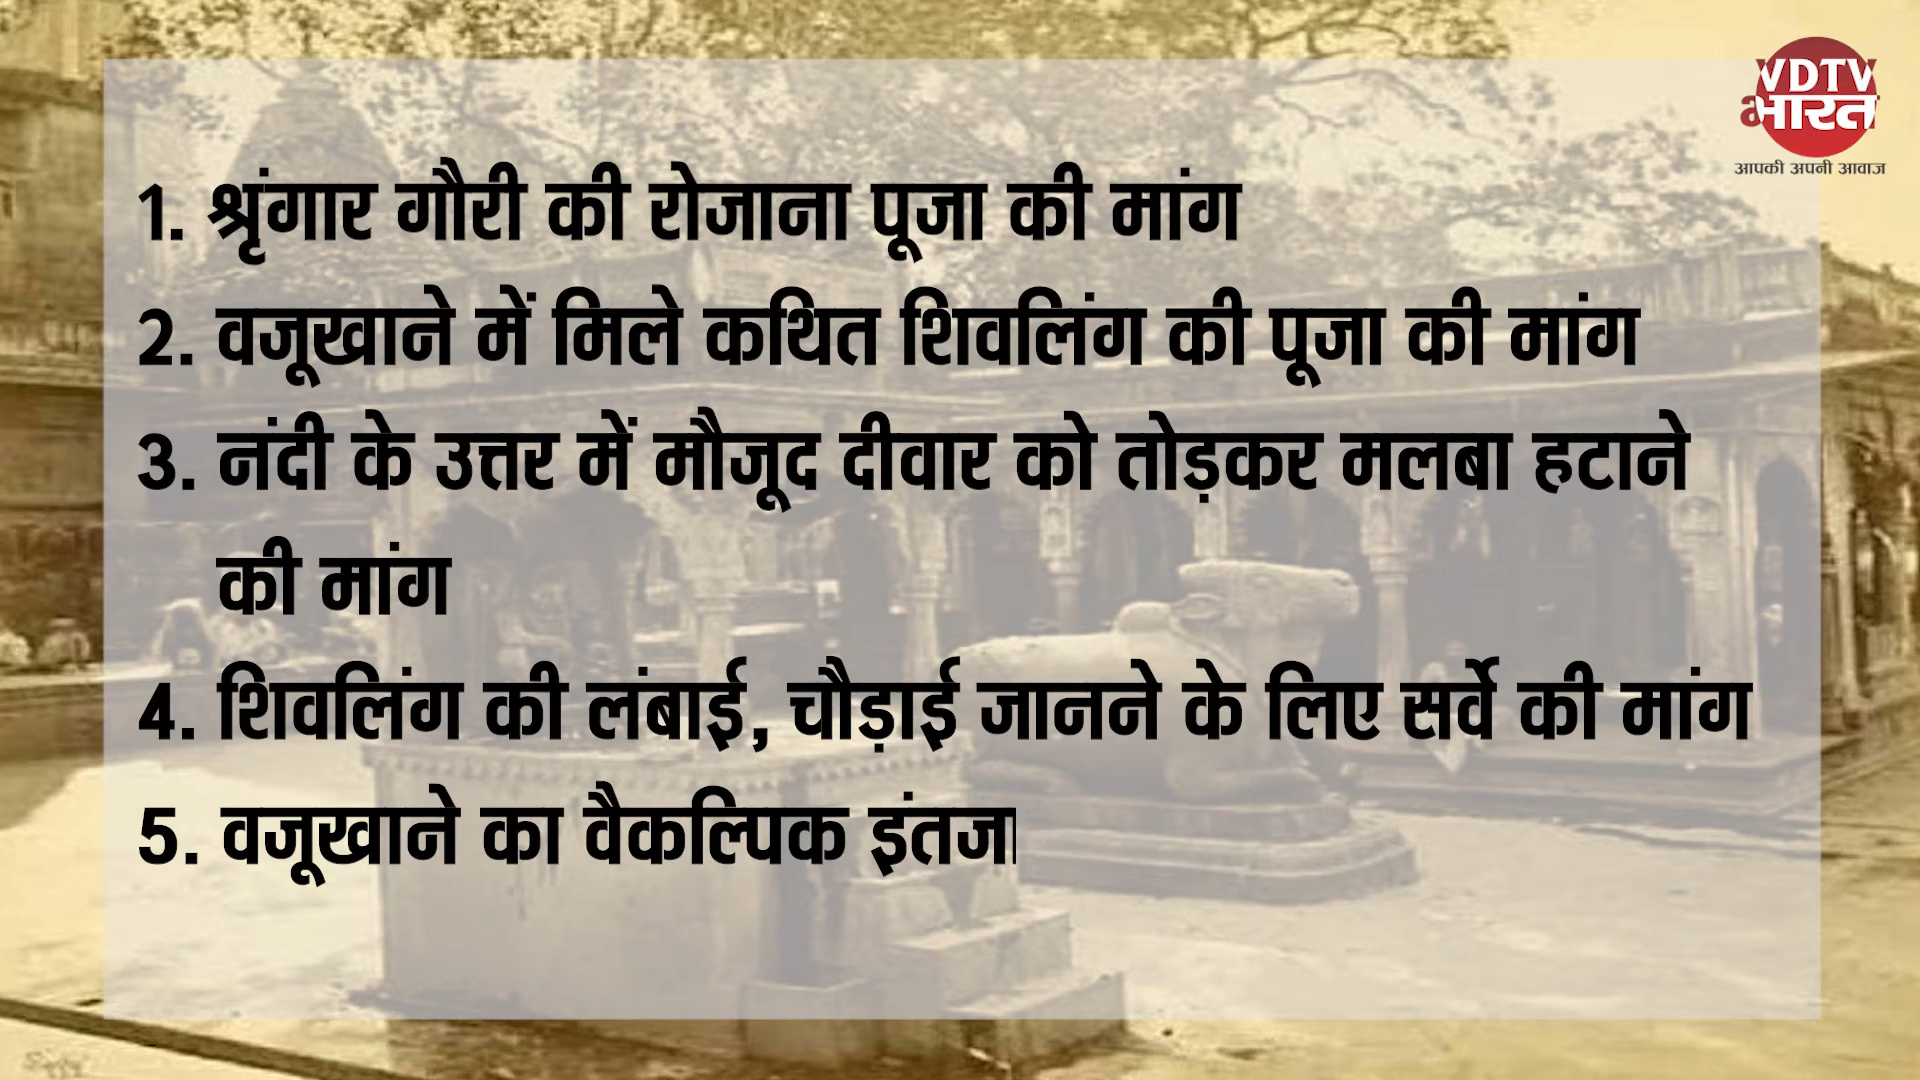 VDTV
भारत
आपकी अपनी आवाज
1. श्रृंगार गौरी की रोजाना पूजा की मांग
2. वजूखाने में मिले कथित शिवलिंग की पूजा की मांग
3. नंदी के उत्तर में मौजूद दीवार को तोड़कर मलबा हटाने
की मांग
4. शिवलिंग की लंबाई, चौड़ाई जानने के लिए सर्वे की मांग
5. वजूखाने का वैकल्पिक इंतजा